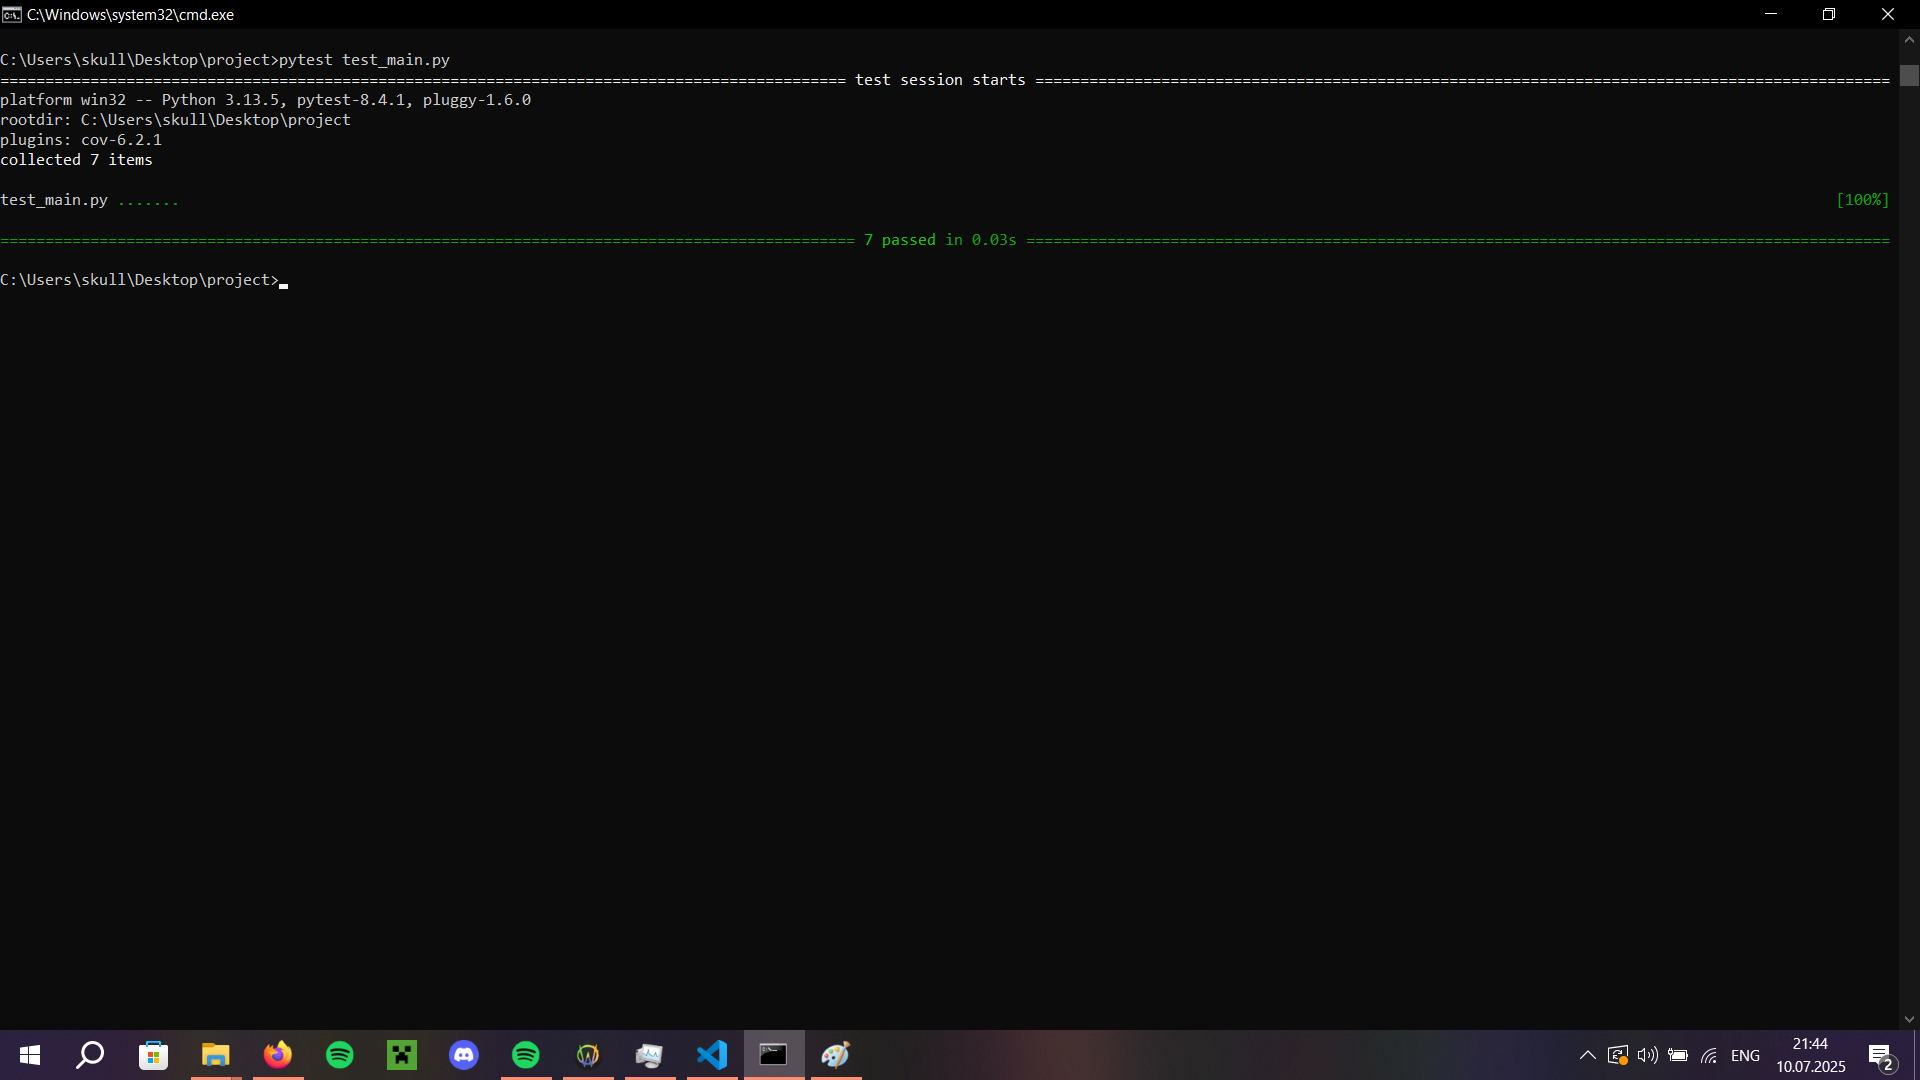 C:\Windows\system32\cmd.exe
C:\Users\skull\Desktop\project>pytest test_main.py
============================================================================================== test session starts ===============================================================================================
platform win32 -- Python 3.13.5, pytest-8.4.1, pluggy-1.6.0
rootdir: C:\Users\skull\Desktop\project
plugins: cov-6.2.1
collected 7 items
test_main.py ....... [100%]
=============================================================================================== 7 passed in 0.03s ================================================================================================
C:\Users\skull\Desktop\project>
ENG
21:44
10.07.2025
2